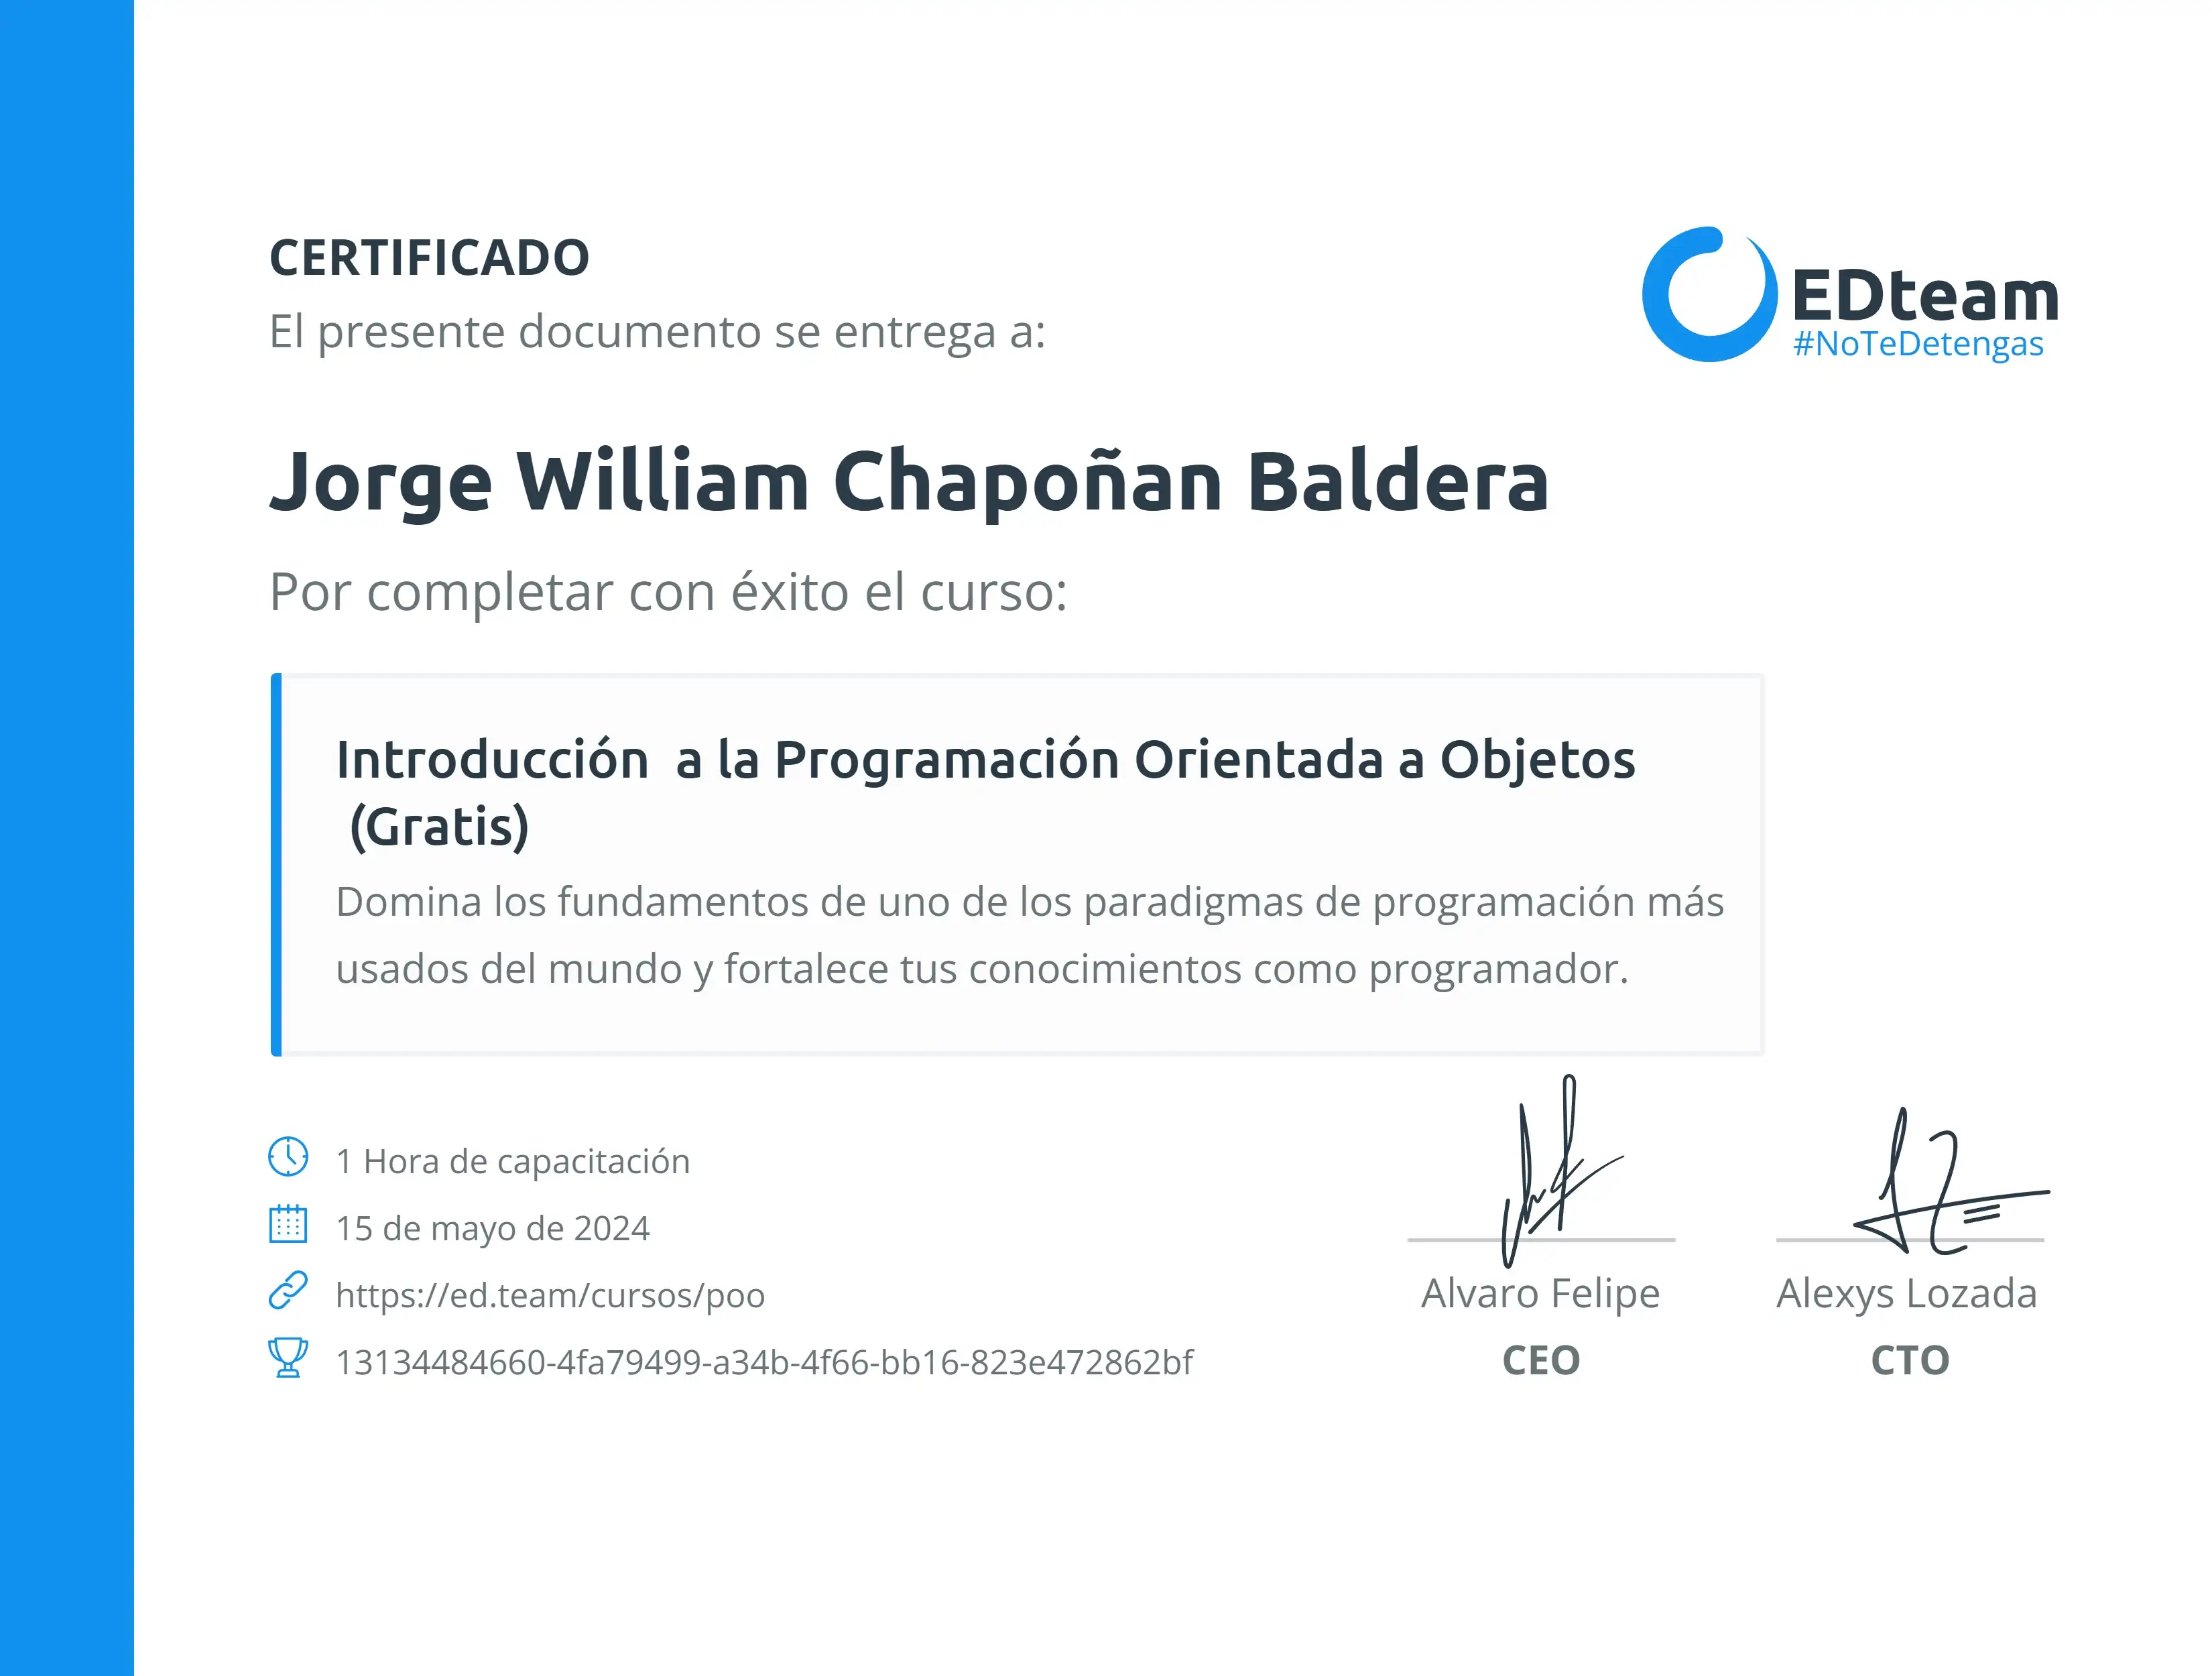 CERTIFICADO
El presente documento se entrega a:
EDteam
#NoTeDetengas
Jorge William Chapoñan Baldera
Por completar con éxito el curso:
Introducción  a la Programación Orientada a Objetos
(Gratis)
Domina los fundamentos de uno de los paradigmas de programación más
usados del mundo y fortalece tus conocimientos como programador.
1 Hora de capacitación
15 de mayo de 2024
https://ed.team/cursos/poo
13134484660-4fa79499-a34b-4f66-bb16-823e472862bf
Alvaro Felipe
CEO
Alexys Lozada
CTO